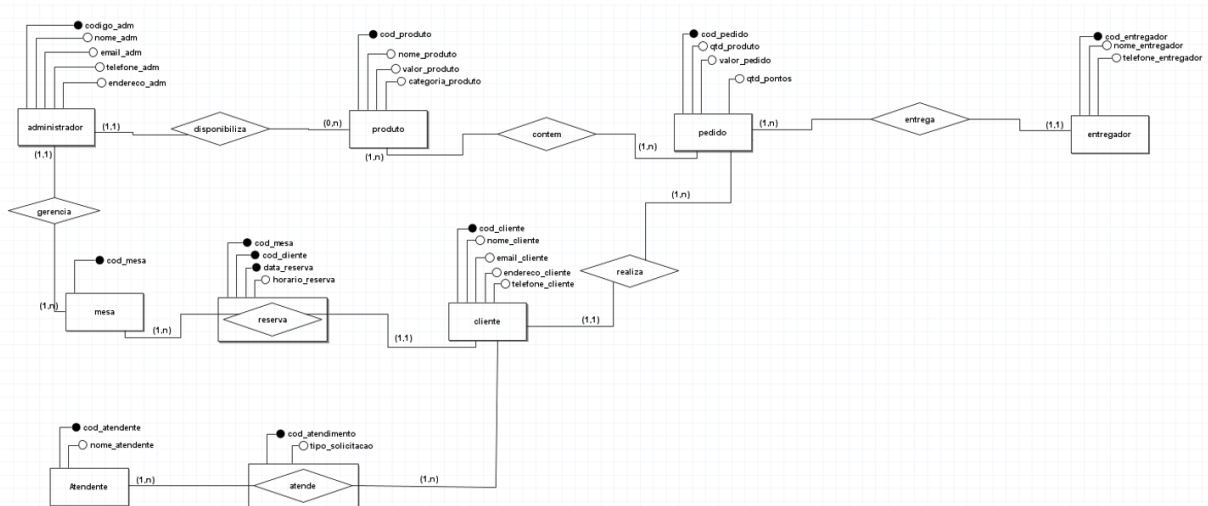 codigo_adm
nome_adm
email_adm
telefone_adm
endereco_adm
administrador
(1,1)
(1,1)
disponibiliza
(0,n)
cod_produto
nome_produto
valor_produto
categoria_produto
produto
(1,n)
contem
(1,n)
cod_pedido
qtd_produto
valor_pedido
qtd_pontos
pedido
(1,n)
(1,n)
entrega
(1,1)
cod_entregador
nome_entregador
telefone_entregador
entregador
gerencia
(1,n)
cod_mesa
mesa
(1,n)
cod_mesa
cod_cliente
data_reserva
horario_reserva
reserva
(1,1)
cod_cliente
nome_cliente
email_cliente
endereco_cliente
telefone_cliente
cliente
(1,1)
realiza
cod_atendente
nome_atendente
Atendente
(1,n)
cod_atendimento
tipo_solicitacao
atende
(1,n)